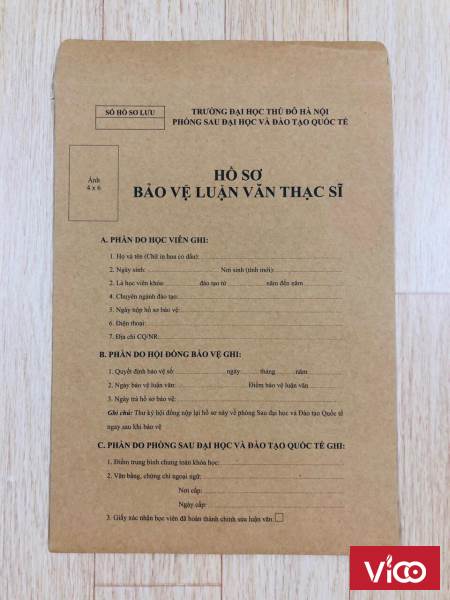 SỐ HỒ SƠ LƯU
TRƯỜNG ĐẠI HỌC THỦ ĐÔ HÀ NỘI
PHÒNG SAU ĐẠI HỌC VÀ ĐÀO TẠO QUỐC TẾ
Ảnh
4 x 6
HỒ SƠ
BẢO VỆ LUẬN VĂN THẠC SĨ
A. PHẦN DO HỌC VIÊN GHI:
1. Họ và tên (Chữ in hoa có dấu):
2. Ngày sinh: Nơi sinh (tỉnh mới):
2. Là học viên khóa: đào tạo từ năm đến năm
4. Chuyên ngành đào tạo:
5. Ngày nộp hồ sơ bảo vệ:
6. Điện thoại:
7. Địa chỉ CQ/NR:
B. PHẦN DO HỘI ĐỒNG BẢO VỆ GHI:
1. Quyết định bảo vệ số: ngày tháng năm
2. Ngày bảo vệ luận văn: Điểm bảo vệ luận văn
3. Ngày trả hồ sơ bảo vệ:
Ghi chú: Thư ký hội đồng nộp lại hồ sơ này về phòng Sau đại học và Đào tạo Quốc tế
ngay sau khi bảo vệ
C. PHẦN DO PHÒNG SAU ĐẠI HỌC VÀ ĐÀO TẠO QUỐC TẾ GHI:
1. Điểm trung bình chung toàn khóa học:
2. Văn bằng, chứng chỉ ngoại ngữ:
Nơi cấp:
Ngày cấp:
3. Giấy xác nhận học viên đã hoàn thành chỉnh sửa luận văn:
VICO